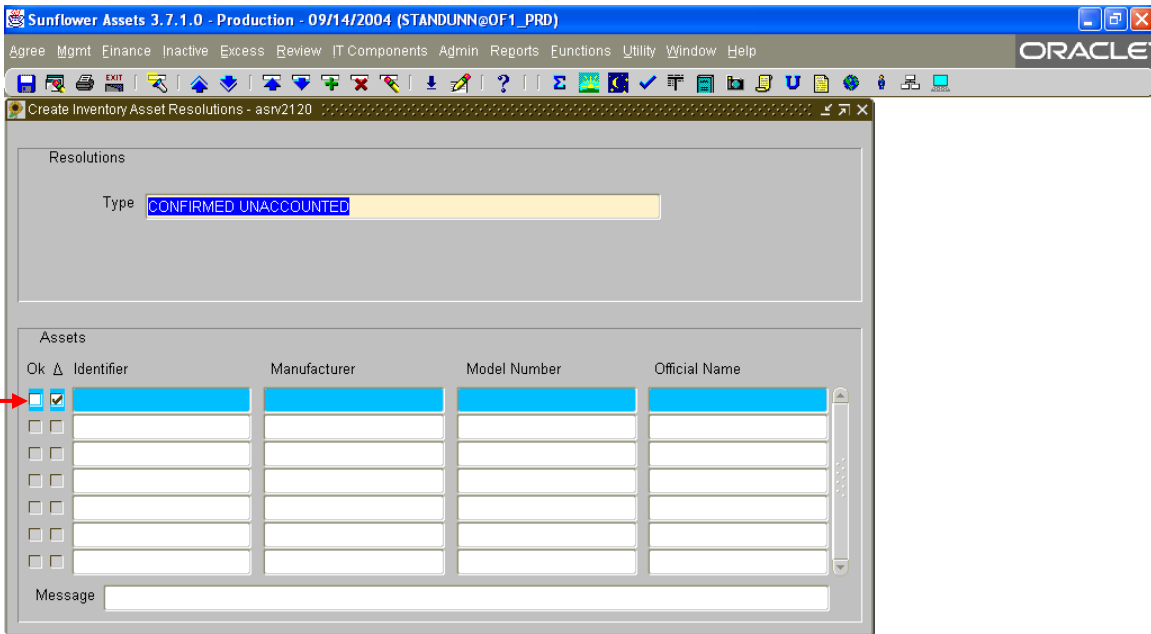 Sunflower Assets 3.7.1.0 - Production - 09/14/2004 (STANDUNN@OF1_PRD)
Agree Mgmt Finance Inactive Excess Review IT Components Admin Reports Functions Utility Window Help
ORACLE
EXIT
Create Inventory Asset Resolutions - asrv2120
Resolutions
Type CONFIRMED UNACCOUNTED
Assets
Ok Δ Identifier Manufacturer Model Number Official Name
Message